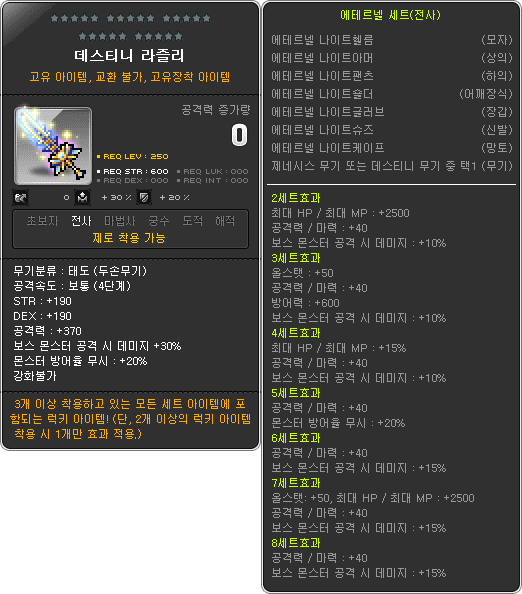 데스티니 라즐리
고유 아이템, 교환 불가, 고유장착 아이템
공격력 증가량
0
REQ LEV : 250
REQ STR : 600
REQ LUK : 000
REQ DEX : 000
REQ INT : 000
0
+ 30 %
+ 20 %
초보자 전사 마법사 궁수 도적 해적
제로 착용 가능
무기분류 : 태도 (두손무기)
공격속도 : 보통 (4단계)
STR : +190
DEX : +190
공격력 : +370
보스 몬스터 공격 시 데미지 +30%
몬스터 방어율 무시 : +20%
강화불가
3개 이상 착용하고 있는 모든 세트 아이템에 포
함되는 럭키 아이템! (단, 2개 이상의 럭키 아이템
착용 시 1개만 효과 적용.)
에테르넬 세트(전사)
에테르넬 나이트헬름 (모자)
에테르넬 나이트아머 (상의)
에테르넬 나이트팬츠 (하의)
에테르넬 나이트숄더 (어깨장식)
에테르넬 나이트글러브 (장갑)
에테르넬 나이트슈즈 (신발)
에테르넬 나이트케이프 (망토)
제네시스 무기 또는 데스티니 무기 중 택1 (무기)
2세트효과
최대 HP / 최대 MP : +2500
공격력 / 마력 : +40
보스 몬스터 공격 시 데미지 : +10%
3세트효과
올스탯 : +50
공격력 / 마력 : +40
방어력 : +600
보스 몬스터 공격 시 데미지 : +10%
4세트효과
최대 HP / 최대 MP : +15%
공격력 / 마력 : +40
보스 몬스터 공격 시 데미지 : +10%
5세트효과
공격력 / 마력 : +40
몬스터 방어율 무시 : +20%
6세트효과
공격력 / 마력 : +40
보스 몬스터 공격 시 데미지 : +15%
7세트효과
올스탯: +50, 최대 HP / 최대 MP : +2500
공격력 / 마력 : +40
보스 몬스터 공격 시 데미지 : +15%
8세트효과
공격력 / 마력 : +40
보스 몬스터 공격 시 데미지 : +15%